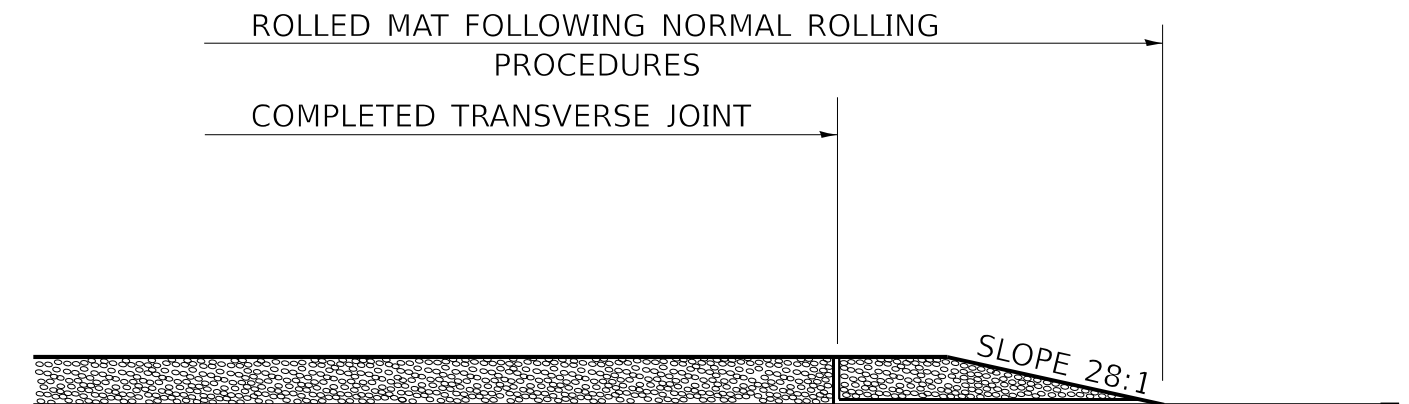 ROLLED MAT FOLLOWING NORMAL ROLLING
PROCEDURES
COMPLETED TRANSVERSE JOINT
SLOPE 28:1